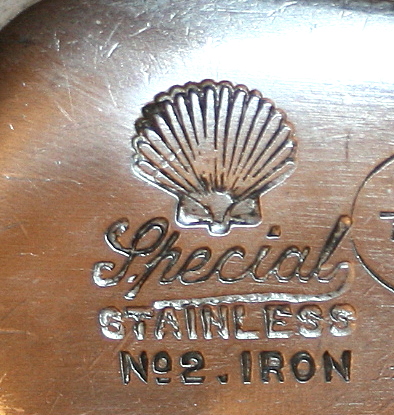 Special
STAINLESS
Nº2. IRON